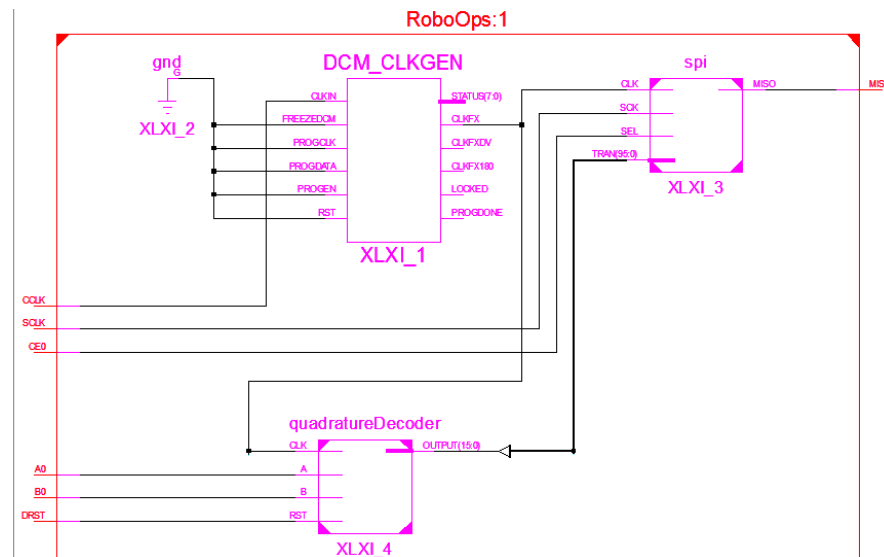 RoboOps:1
gnd
G
XLXI_2
DCM_CLKGEN
CLKIN
FREEZEDCM
PROGCLK
PROGDATA
PROGEN
RST
STATUS(7:0)
CLKFX
CLKFXDV
CLKFX180
LOCKED
PROGDONE
XLXI_1
spi
CLK
SCK
SEL
TRAN(95:0)
MISO
MIS
XLXI_3
CCLK
SCLK
CE0
quadratureDecoder
CLK
A
B
RST
OUTPUT(15:0)
A0
B0
DRST
XLXI_4